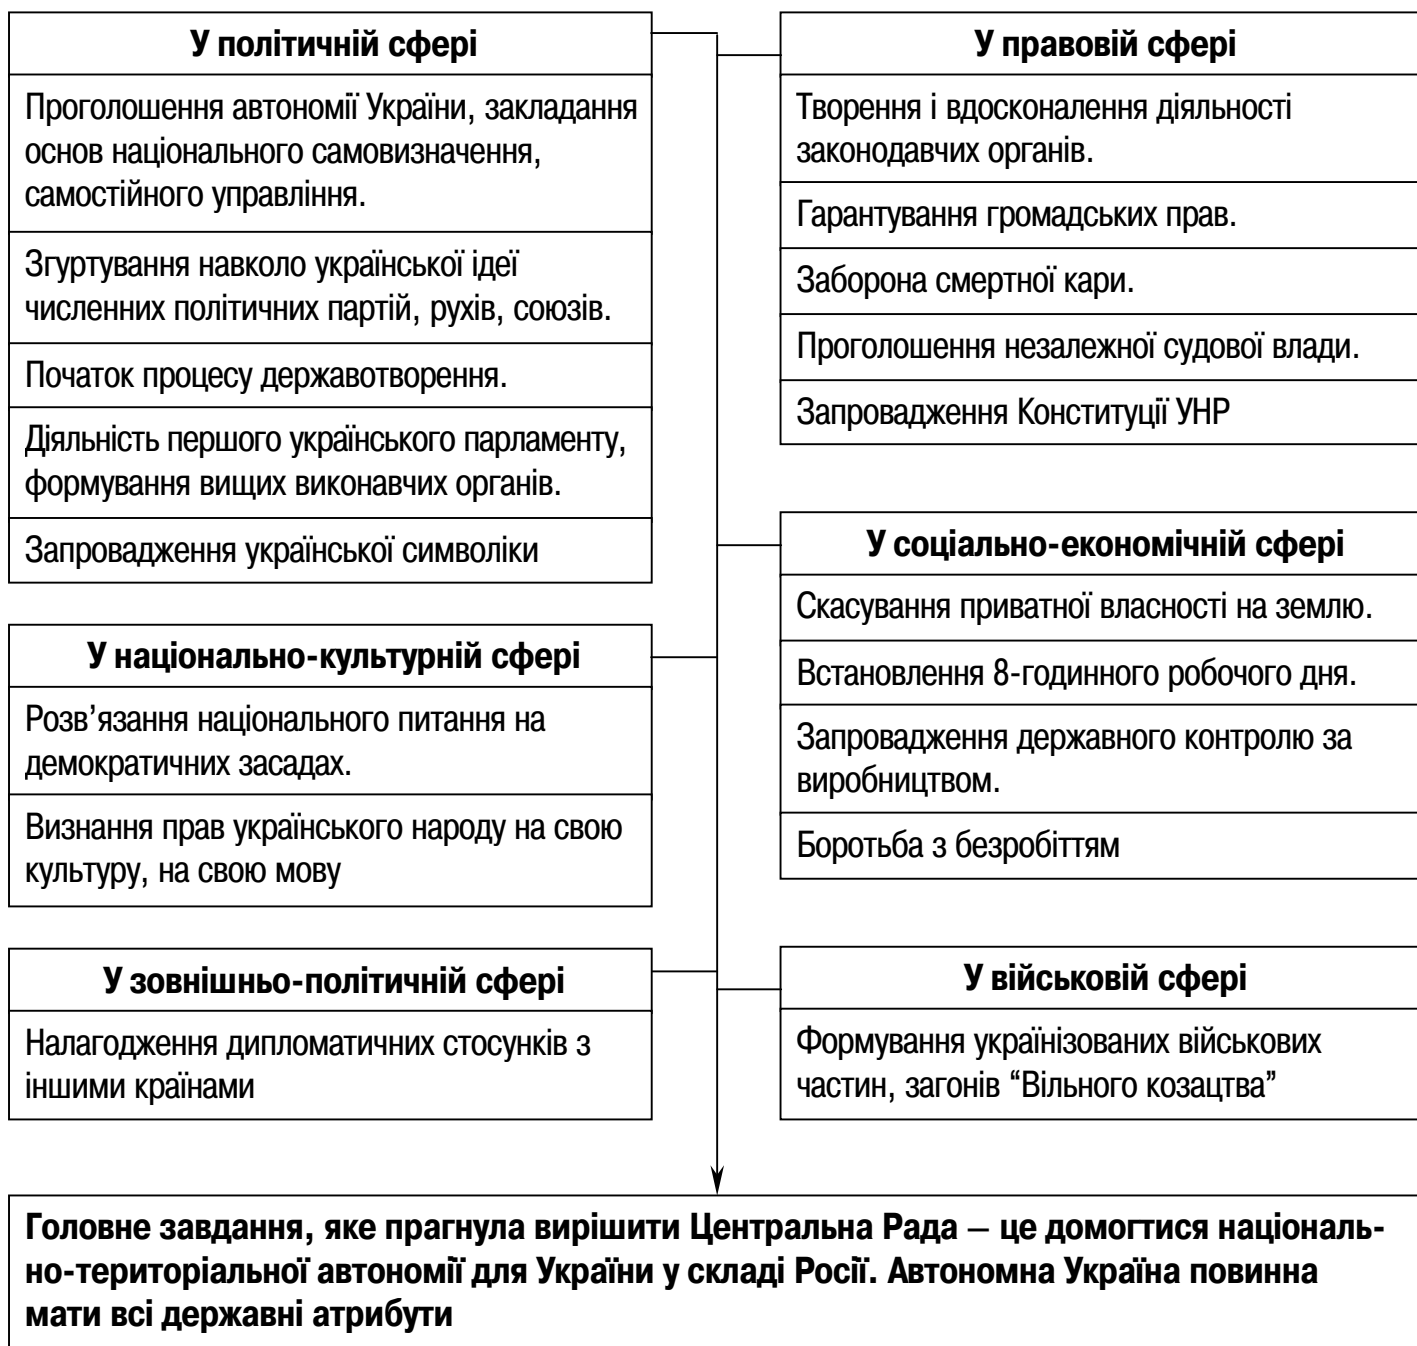 У політичній сфері
Проголошення автономії України, закладання
основ національного самовизначення,
самостійного управління.
Згуртування навколо української ідеї
численних політичних партій, рухів, союзів.
Початок процесу державотворення.
Діяльність першого українського парламенту,
формування вищих виконавчих органів.
Запровадження української символіки
У національно-культурній сфері
Розв’язання національного питання на
демократичних засадах.
Визнання прав українського народу на свою
культуру, на свою мову
У зовнішньо-політичній сфері
Налагодження дипломатичних стосунків з
іншими країнами
У правовій сфері
Творення і вдосконалення діяльності
законодавчих органів.
Гарантування громадських прав.
Заборона смертної кари.
Проголошення незалежної судової влади.
Запровадження Конституції УНР
У соціально-економічній сфері
Скасування приватної власності на землю.
Встановлення 8-годинного робочого дня.
Запровадження державного контролю за
виробництвом.
Боротьба з безробіттям
У військовій сфері
Формування українізованих військових
частин, загонів “Вільного козацтва”
Головне завдання, яке прагнула вирішити Центральна Рада – це домогтися національ-
но-територіальної автономії для України у складі Росії. Автономна Україна повинна
мати всі державні атрибути